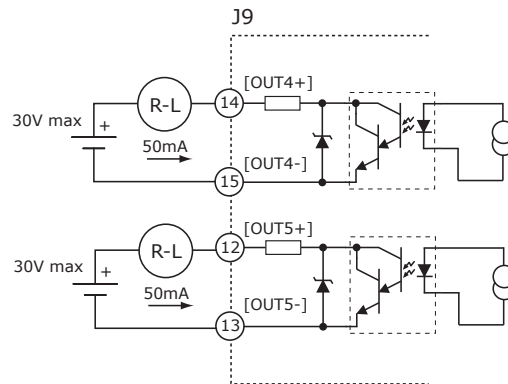 J9
[OUT4+]
R-L
14
30V max
+
50mA
[OUT4-]
15
[OUT5+]
R-L
12
30V max
+
50mA
[OUT5-]
13